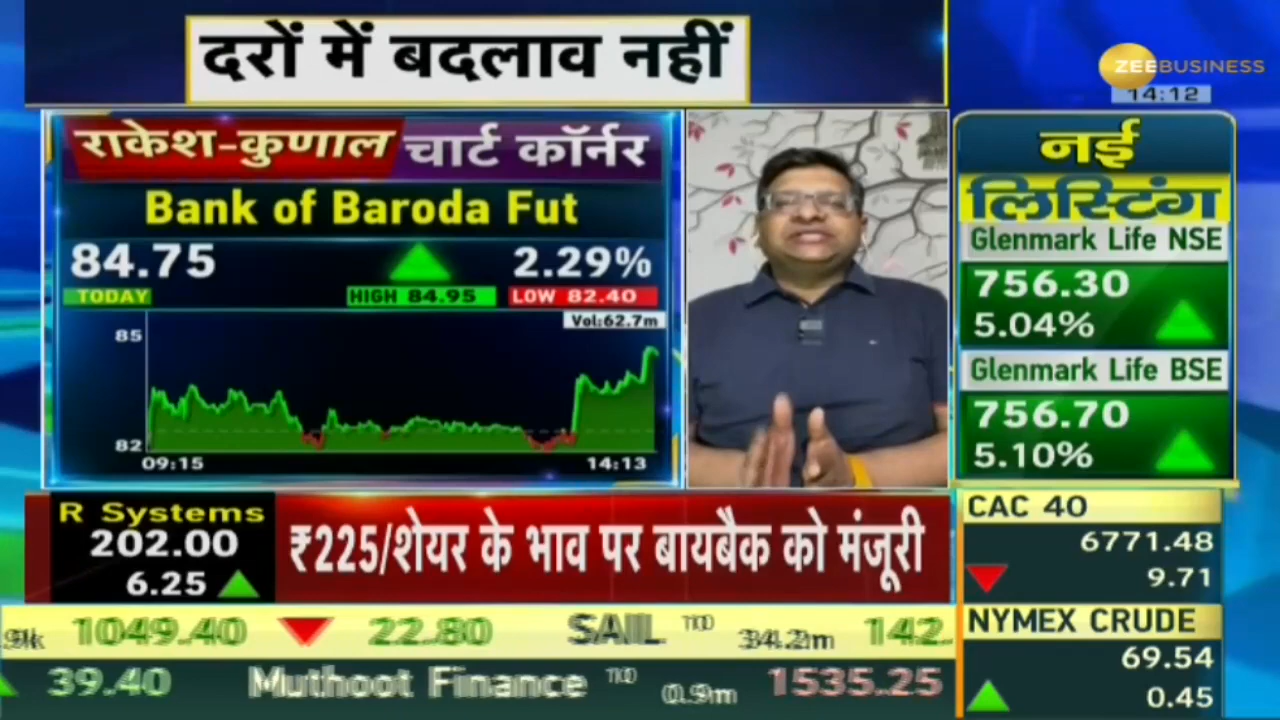 दरों में बदलाव नहीं
ZEEBUSINESS
14:12
राकेश-कुणाल चार्ट कॉर्नर
Bank of Baroda Fut
84.75 2.29%
TODAY HIGH 84.95 LOW 82.40
Vol:62.7m
85
82
09:15 14:13
नई
लिस्टिंग
Glenmark Life NSE
756.30
5.04%
Glenmark Life BSE
756.70
5.10%
R Systems
202.00
6.25
₹225/शेयर के भाव पर बायबैक को मंजूरी
CAC 40
6771.48
9.71
NYMEX CRUDE
69.54
0.45
1049.40 22.80 SAIL T10 34.2m 142.
39.40 Muthoot Finance T10 0.9m 1535.25